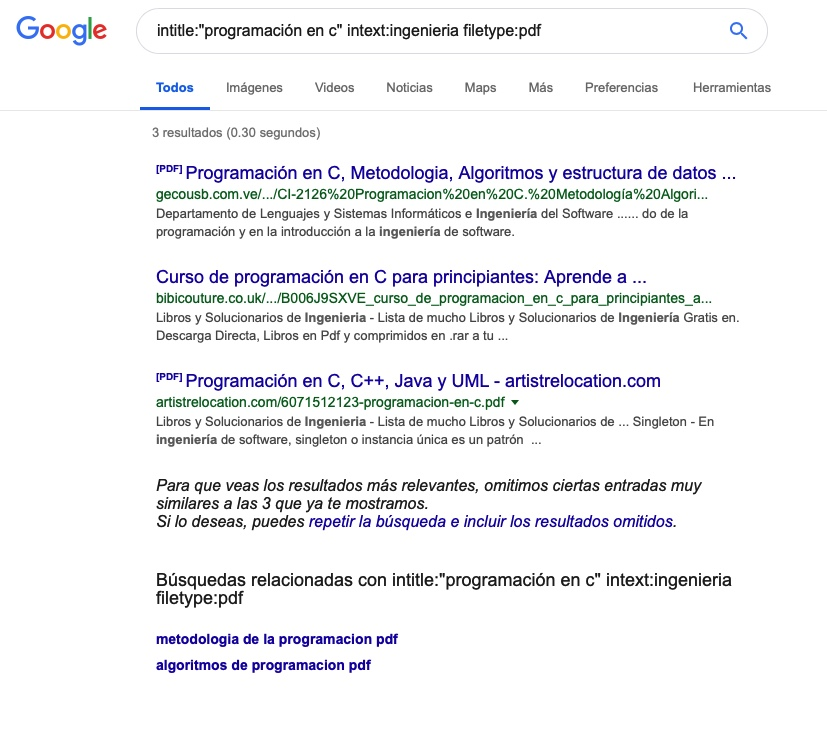 Google
intitle:"programación en c" intext:ingenieria filetype:pdf
Todos Imágenes Videos Noticias Maps Más Preferencias Herramientas
3 resultados (0.30 segundos)
[PDF] Programación en C, Metodologia, Algoritmos y estructura de datos ...
gecousb.com.ve/.../CI-2126%20Programacion%20en%20C.%20Metodología%20Algori...
Departamento de Lenguajes y Sistemas Informáticos e Ingeniería del Software ...... do de la
programación y en la introducción a la ingeniería de software.
Curso de programación en C para principiantes: Aprende a ...
bibicouture.co.uk/.../B006J9SXVE_curso_de_programacion_en_c_para_principiantes_a...
Libros y Solucionarios de Ingenieria - Lista de mucho Libros y Solucionarios de Ingeniería Gratis en.
Descarga Directa, Libros en Pdf y comprimidos en .rar a tu ...
[PDF] Programación en C, C++, Java y UML - artistrelocation.com
artistrelocation.com/6071512123-programacion-en-c.pdf
Libros y Solucionarios de Ingenieria - Lista de mucho Libros y Solucionarios de ... Singleton - En
ingeniería de software, singleton o instancia única es un patrón ...
Para que veas los resultados más relevantes, omitimos ciertas entradas muy
similares a las 3 que ya te mostramos.
Si lo deseas, puedes repetir la búsqueda e incluir los resultados omitidos.
Búsquedas relacionadas con intitle:"programación en c" intext:ingenieria
filetype:pdf
metodologia de la programacion pdf
algoritmos de programacion pdf